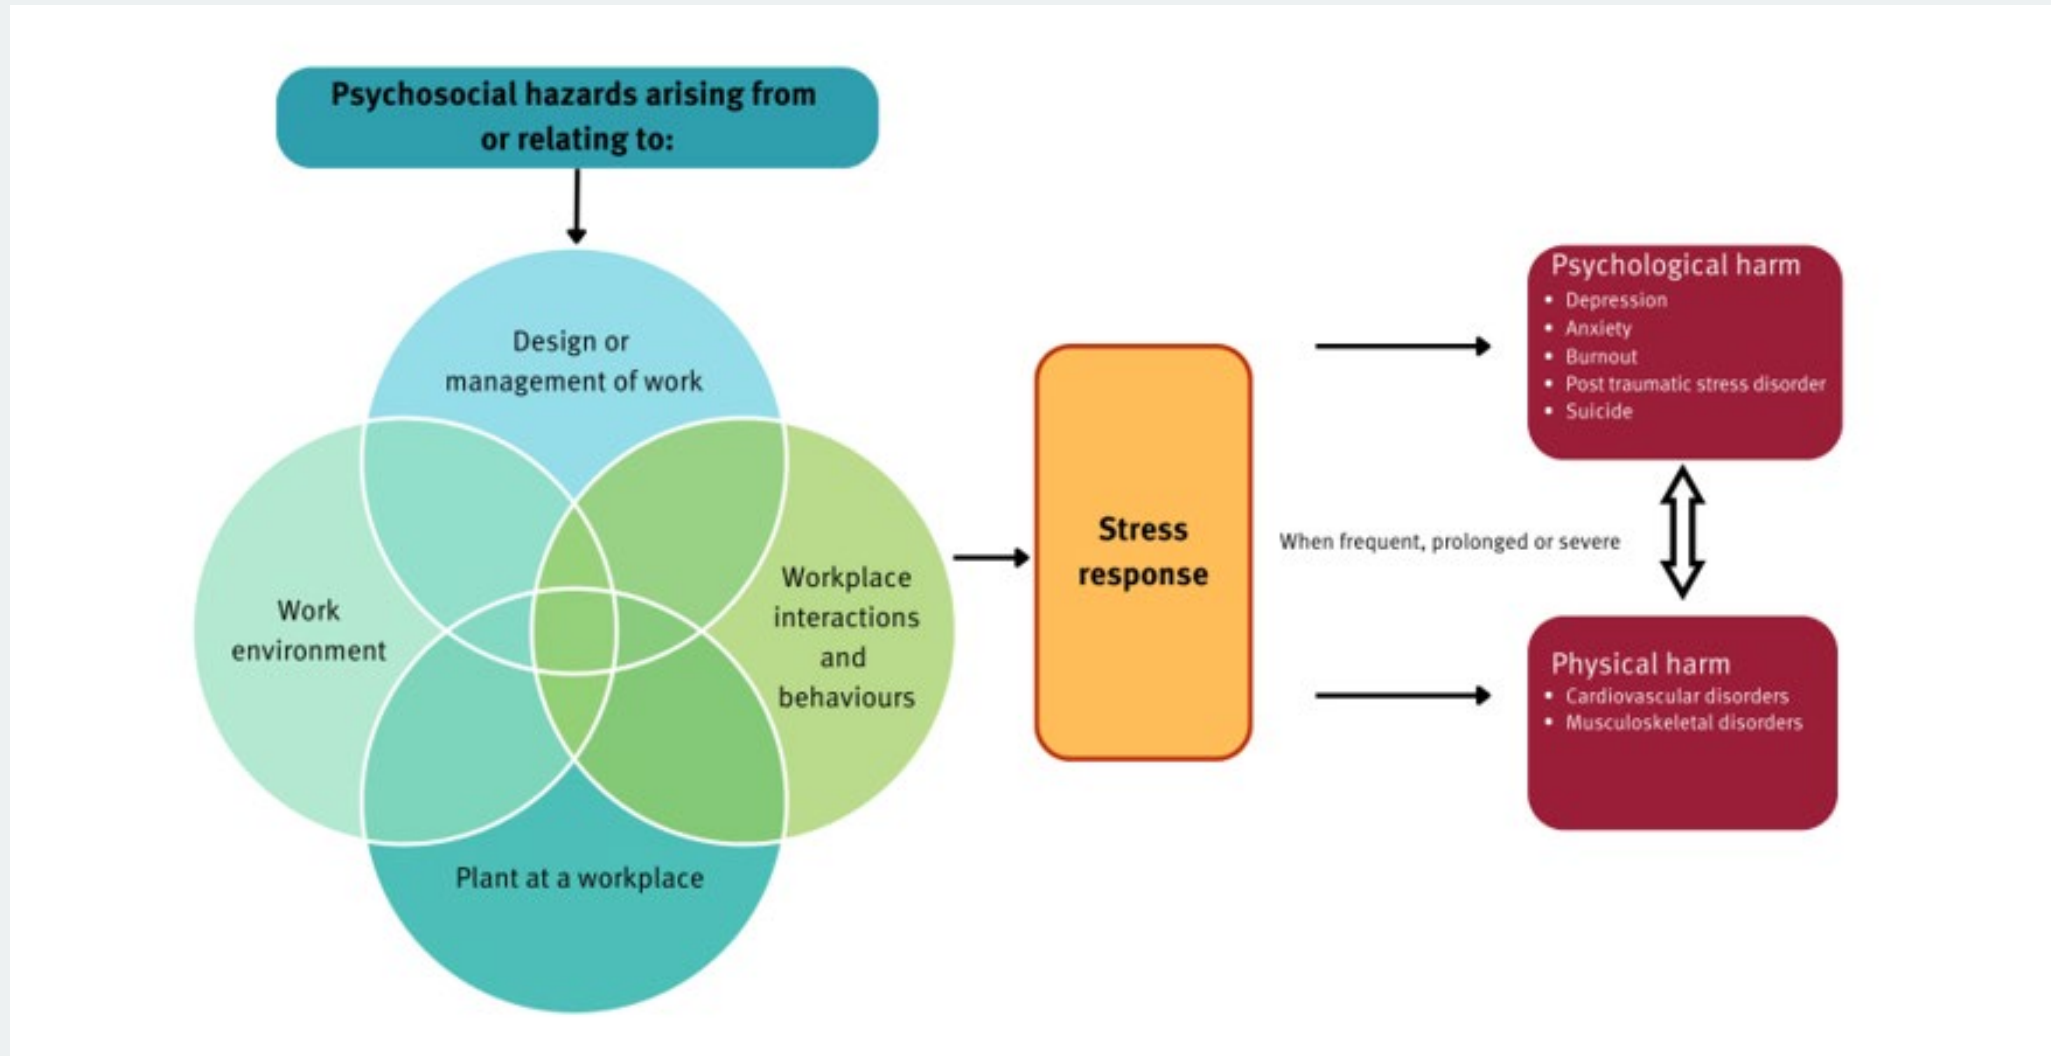 Psychosocial hazards arising from
or relating to:
Design or
management of work
Work
environment
Workplace
interactions
and
behaviours
Plant at a workplace
Stress
response
When frequent, prolonged or severe
Psychological harm
• Depression
• Anxiety
• Burnout
• Post traumatic stress disorder
• Suicide
Physical harm
• Cardiovascular disorders
• Musculoskeletal disorders